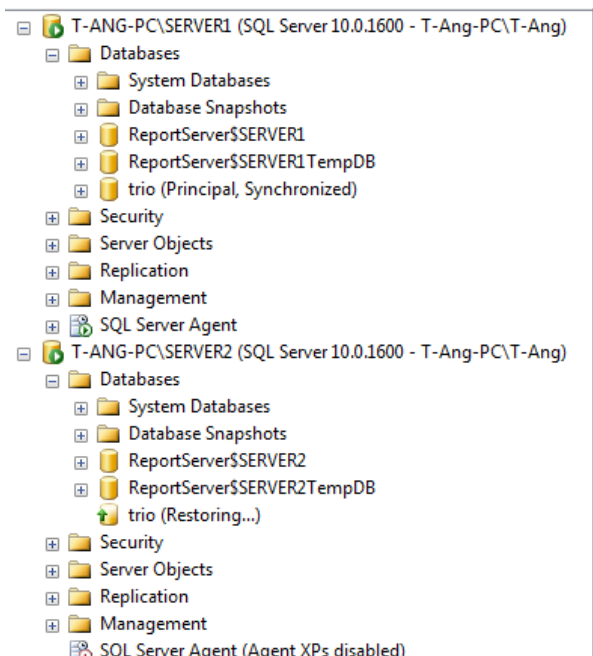 T-ANG-PC\SERVER1 (SQL Server 10.0.1600 - T-Ang-PC\T-Ang)
Databases
System Databases
Database Snapshots
ReportServer$SERVER1
ReportServer$SERVER1TempDB
trio (Principal, Synchronized)
Security
Server Objects
Replication
Management
SQL Server Agent
T-ANG-PC\SERVER2 (SQL Server 10.0.1600 - T-Ang-PC\T-Ang)
Databases
System Databases
Database Snapshots
ReportServer$SERVER2
ReportServer$SERVER2TempDB
trio (Restoring...)
Security
Server Objects
Replication
Management
SQL Server Agent (Agent XPs disabled)